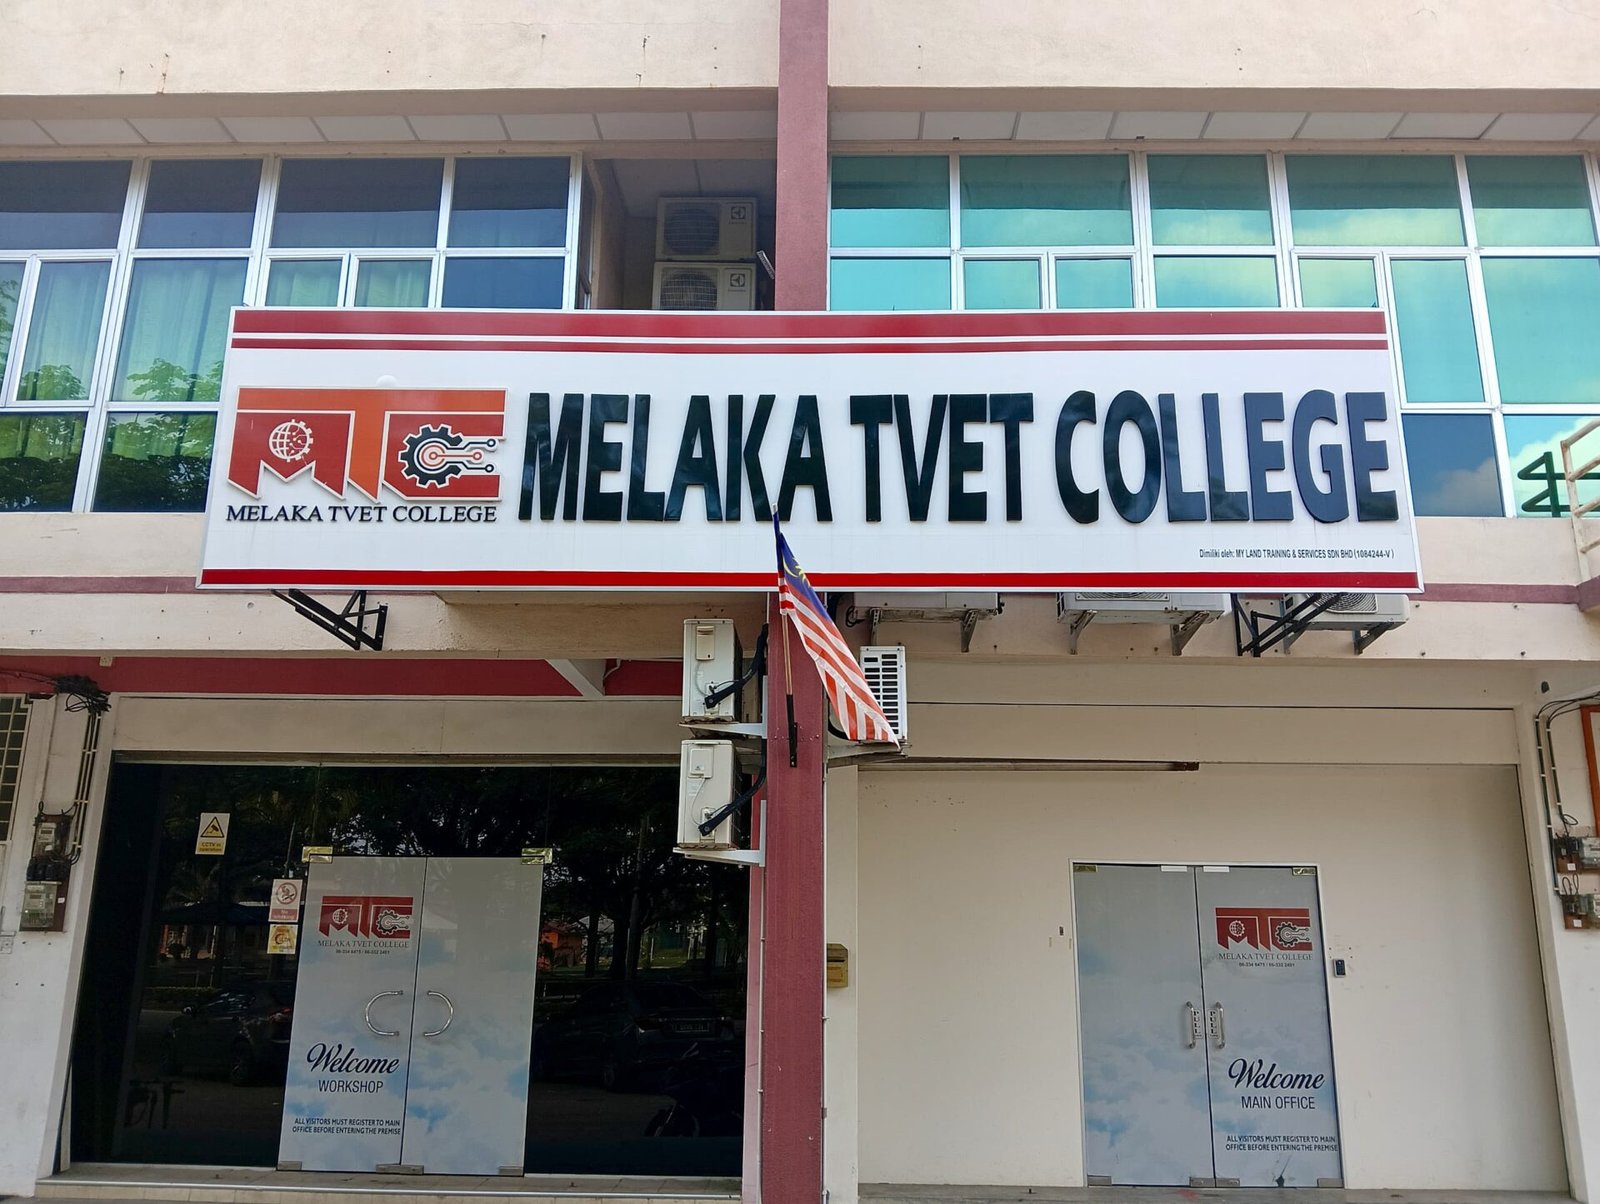 MELAKA TVET COLLEGE
MELAKA TVET COLLEGE
Dimiliki oleh: MY LAND TRAINING & SERVICES SDN BHD (1084244-V)
CCTV in
MELAKA TVET COLLEGE
Welcome
WORKSHOP
ALL VISITORS MUST REGISTER TO MAIN
OFFICE BEFORE ENTERING THE PREMISE
MELAKA TVET COLLEGE
PULL
PULL
Welcome
MAIN OFFICE
ALL VISITORS MUST REGISTER TO MAIN
OFFICE BEFORE ENTERING THE PREMISE